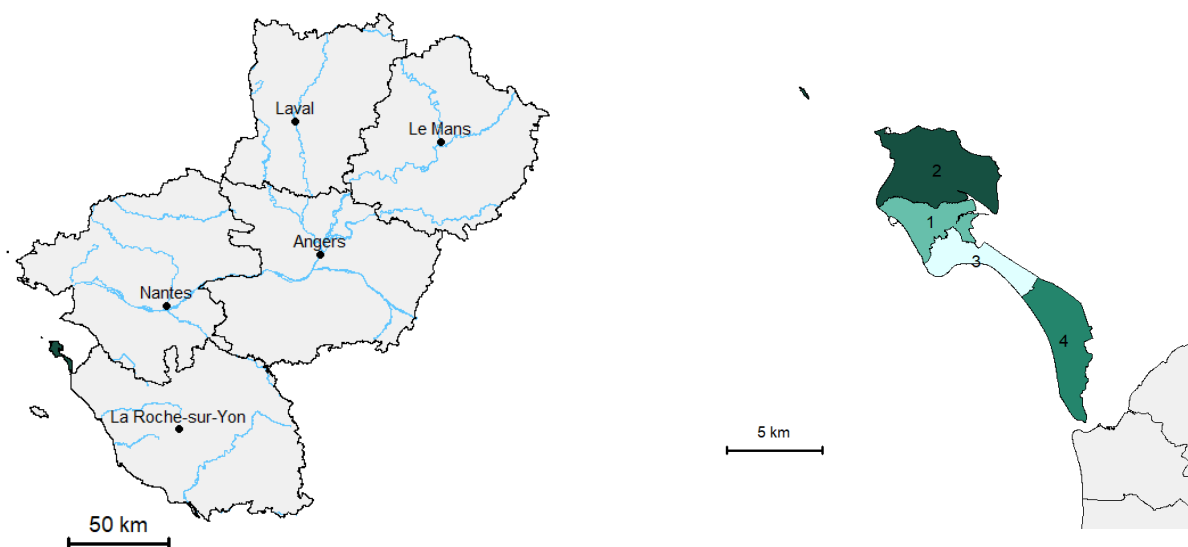 Laval
Le Mans
Angers
Nantes
La Roche-sur-Yon
50 km
2
1
3
4
5 km